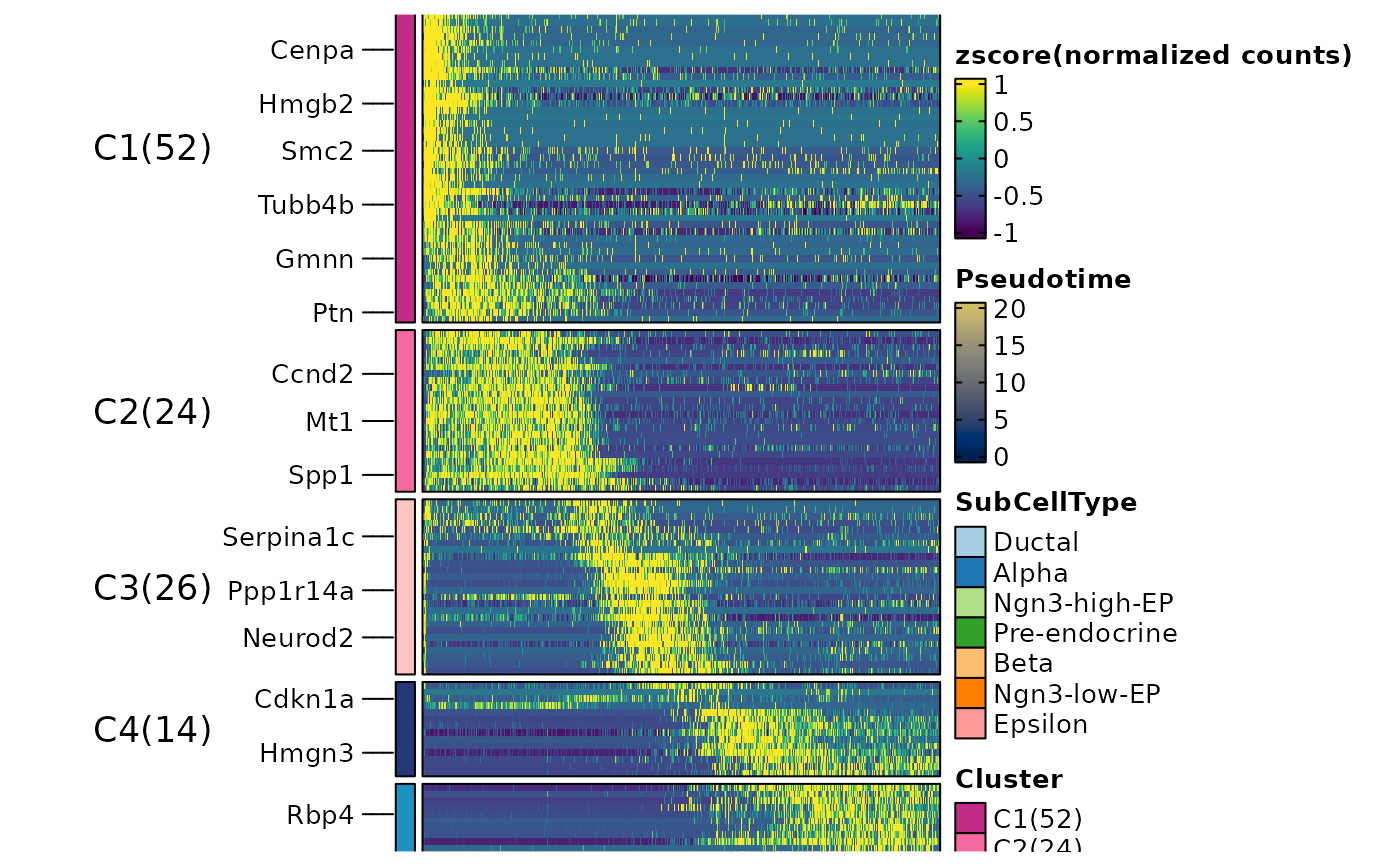 Cenpa
Hmgb2
C1(52)
Smc2
Tubb4b
Gmnn
Ptn
Ccnd2
C2(24)
Mt1
Spp1
Serpina1c
C3(26)
Ppp1r14a
Neurod2
Cdkn1a
C4(14)
Hmgn3
Rbp4
zscore(normalized counts)
1
0.5
0
-0.5
-1
Pseudotime
20
15
10
5
0
SubCellType
Ductal
Alpha
Ngn3-high-EP
Pre-endocrine
Beta
Ngn3-low-EP
Epsilon
Cluster
C1(52)
C2(24)